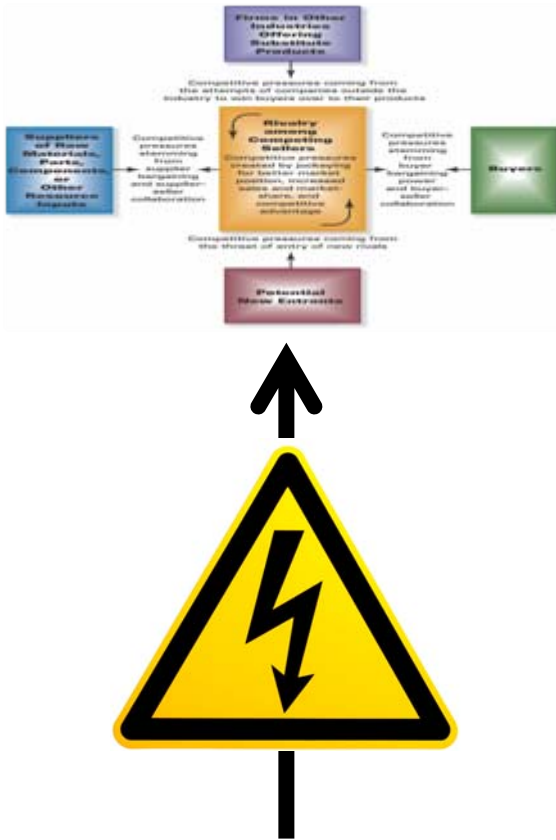 Firms in Other
Industries
Offering
Substitute
Products
Competitive pressures coming from
the attempts of companies outside the
industry to win buyers over to their products
Suppliers
of Raw
Materials,
Parts,
Components,
or
Other
Resource
Inputs
Competitive
pressures
stemming
from
supplier
bargaining
and supplier-
seller
collaboration
Rivalry
among
Competing
Sellers
Competitive pressures
created by jockeying
for better market
position, increased
sales and market
share, and
competitive advantage
Competitive
pressures
stemming
from
buyer
bargaining
power
and buyer-
seller
collaboration
Buyers
Competitive pressures coming from
the threat of entry of new rivals
Potential
New Entrants